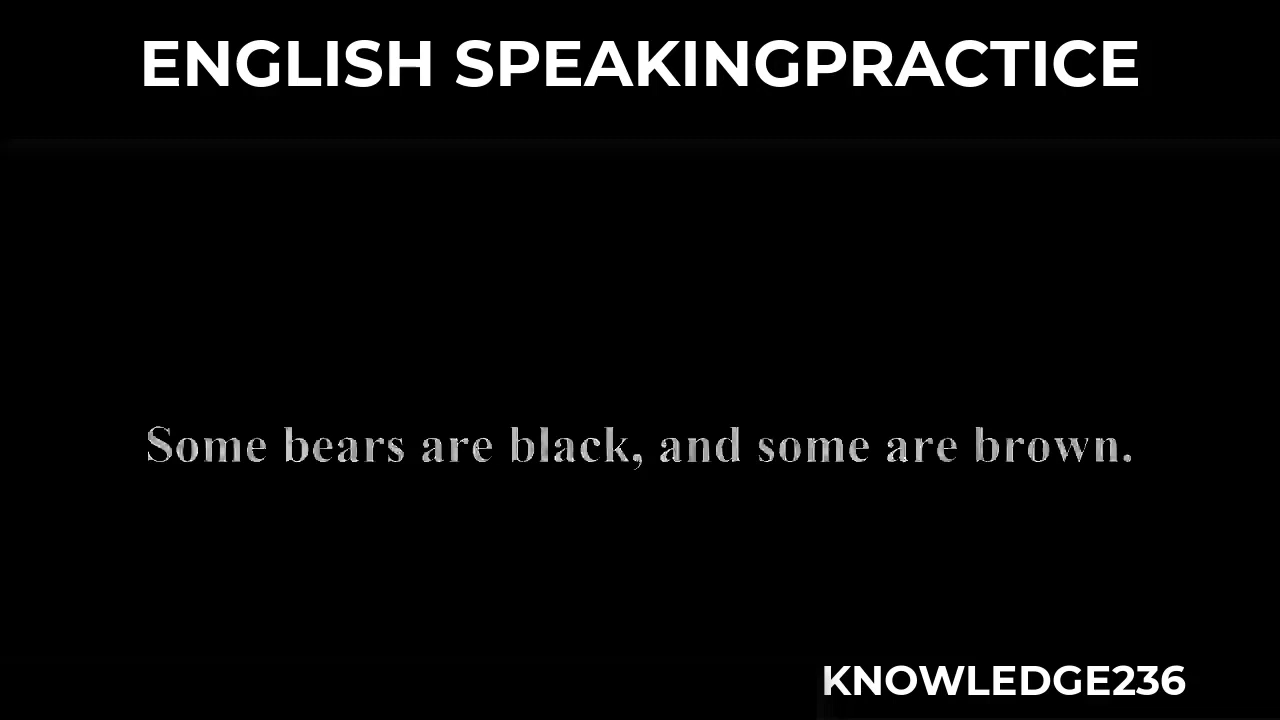 ENGLISH SPEAKINGPRACTICE
Some bears are black, and some are brown.
KNOWLEDGE236